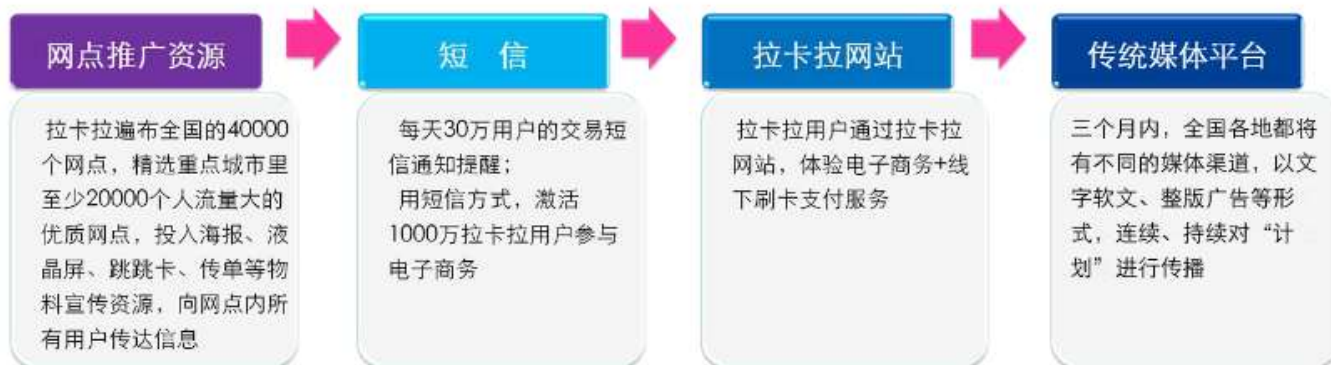 网点推广资源
拉卡拉遍布全国的40000
个网点，精选重点城市里
至少20000个人流量大的
优质网点，投入海报、液
晶屏、跳跳卡、传单等物
料宣传资源，向网点内所
有用户传达信息
短 信
每天30万用户的交易短
信通知提醒；
用短信方式，激活
1000万拉卡拉用户参与
电子商务
拉卡拉网站
拉卡拉用户通过拉卡拉
网站，体验电子商务+线
下刷卡支付服务
传统媒体平台
三个月内，全国各地都将
有不同的媒体渠道，以文
字软文、整版广告等形
式，连续、持续对“计
划”进行传播